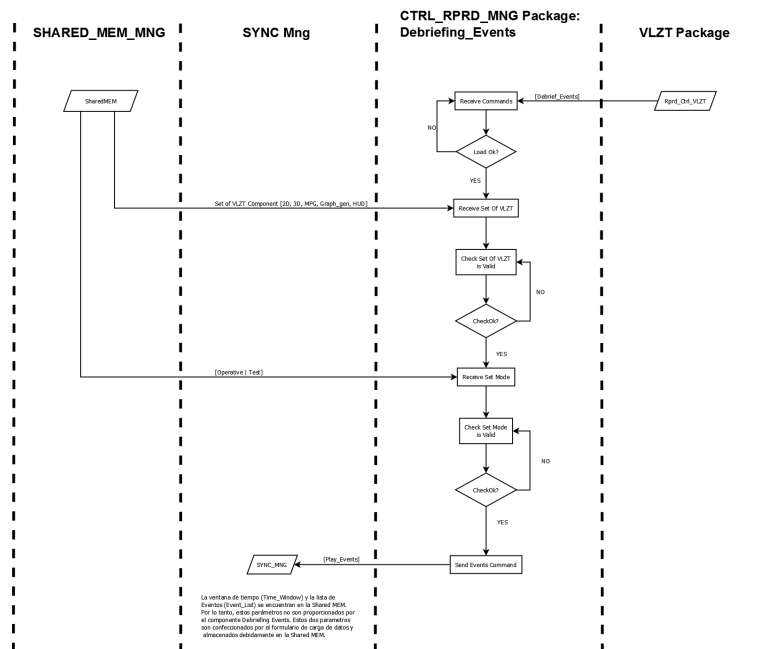 CTRL_RPRD_MNG Package:
SHARED_MEM_MNG
SYNC Mng
Debriefing_Events
VLZT Package
SharedMEM
Receive Commands
[Debrief_Events]
Rprd_Ctrl_VLZT
NO
Load Ok?
YES
Set of VLZT Component [2D, 3D, MPG, Graph_gen, HUD]
Receive Set Of VLZT
Check Set Of VLZT
is Valid
NO
CheckOk?
YES
[Operative | Test]
Receive Set Mode
Check Set Mode
is Valid
NO
CheckOk?
YES
SYNC_MNG
[Play_Events]
Send Events Command
La ventana de tiempo (Time_Window) y la lista de
Eventos (Event_List) se encuentran en la Shared MEM.
Por lo tanto, estos parámetros no son proporcionados por
el componente Debriefing Events. Estos dos parametros
son confeccionados por el formulario de carga de datos y
almacenados debidamente en la Shared MEM.